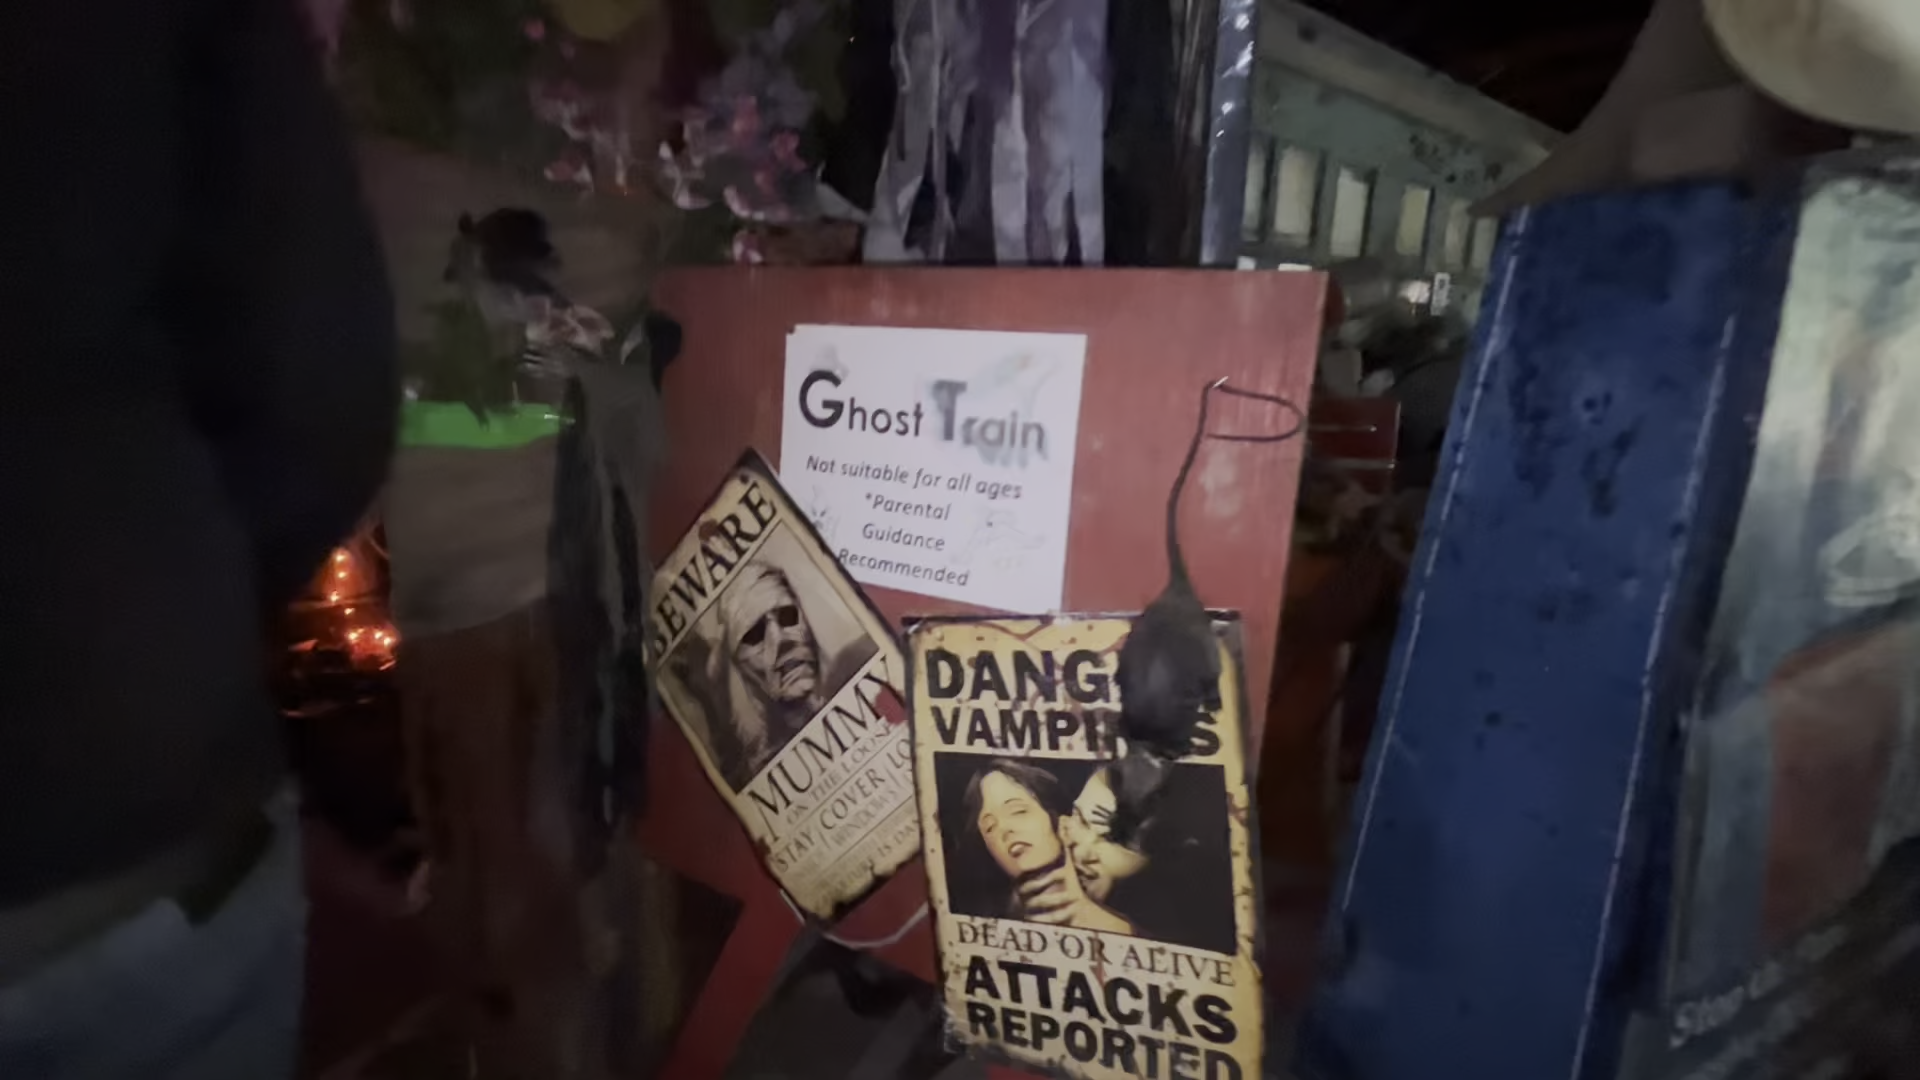 Ghost Train
Not suitable for all ages
*Parental
Guidance
Recommended
BEWARE
MUMMY
ON THE LOOSE
STAY COVER
WINDOWS
DEAD OR ALIVE
ATTACKS
REPORTED